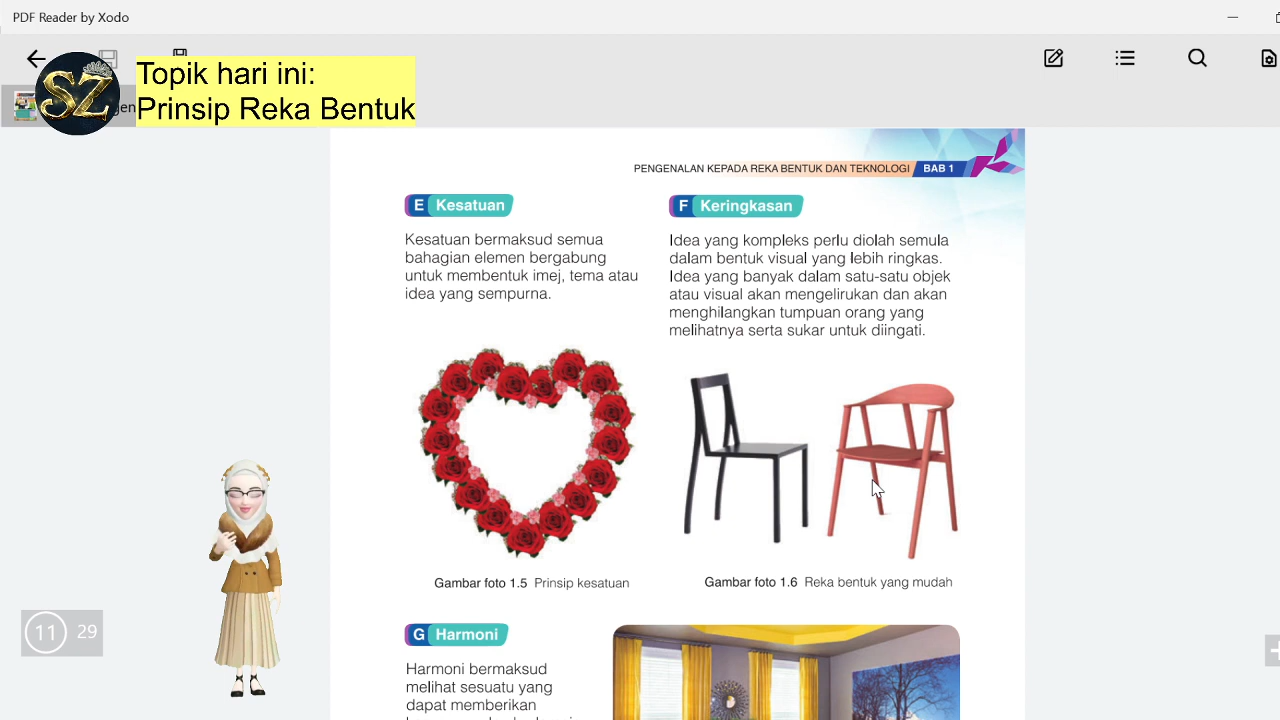 PDF Reader by Xodo
SZ
Topik hari ini:
Prinsip Reka Bentuk
gen
PENGENALAN KEPADA REKA BENTUK DAN TEKNOLOGI BAB 1
E Kesatuan
Kesatuan bermaksud semua
bahagian elemen bergabung
untuk membentuk imej, tema atau
idea yang sempurna.
Gambar foto 1.5 Prinsip kesatuan
F Keringkasan
Idea yang kompleks perlu diolah semula
dalam bentuk visual yang lebih ringkas.
Idea yang banyak dalam satu-satu objek
atau visual akan mengelirukan dan akan
menghilangkan tumpuan orang yang
melihatnya serta sukar untuk diingati.
Gambar foto 1.6 Reka bentuk yang mudah
G Harmoni
Harmoni bermaksud
melihat sesuatu yang
dapat memberikan
11 29